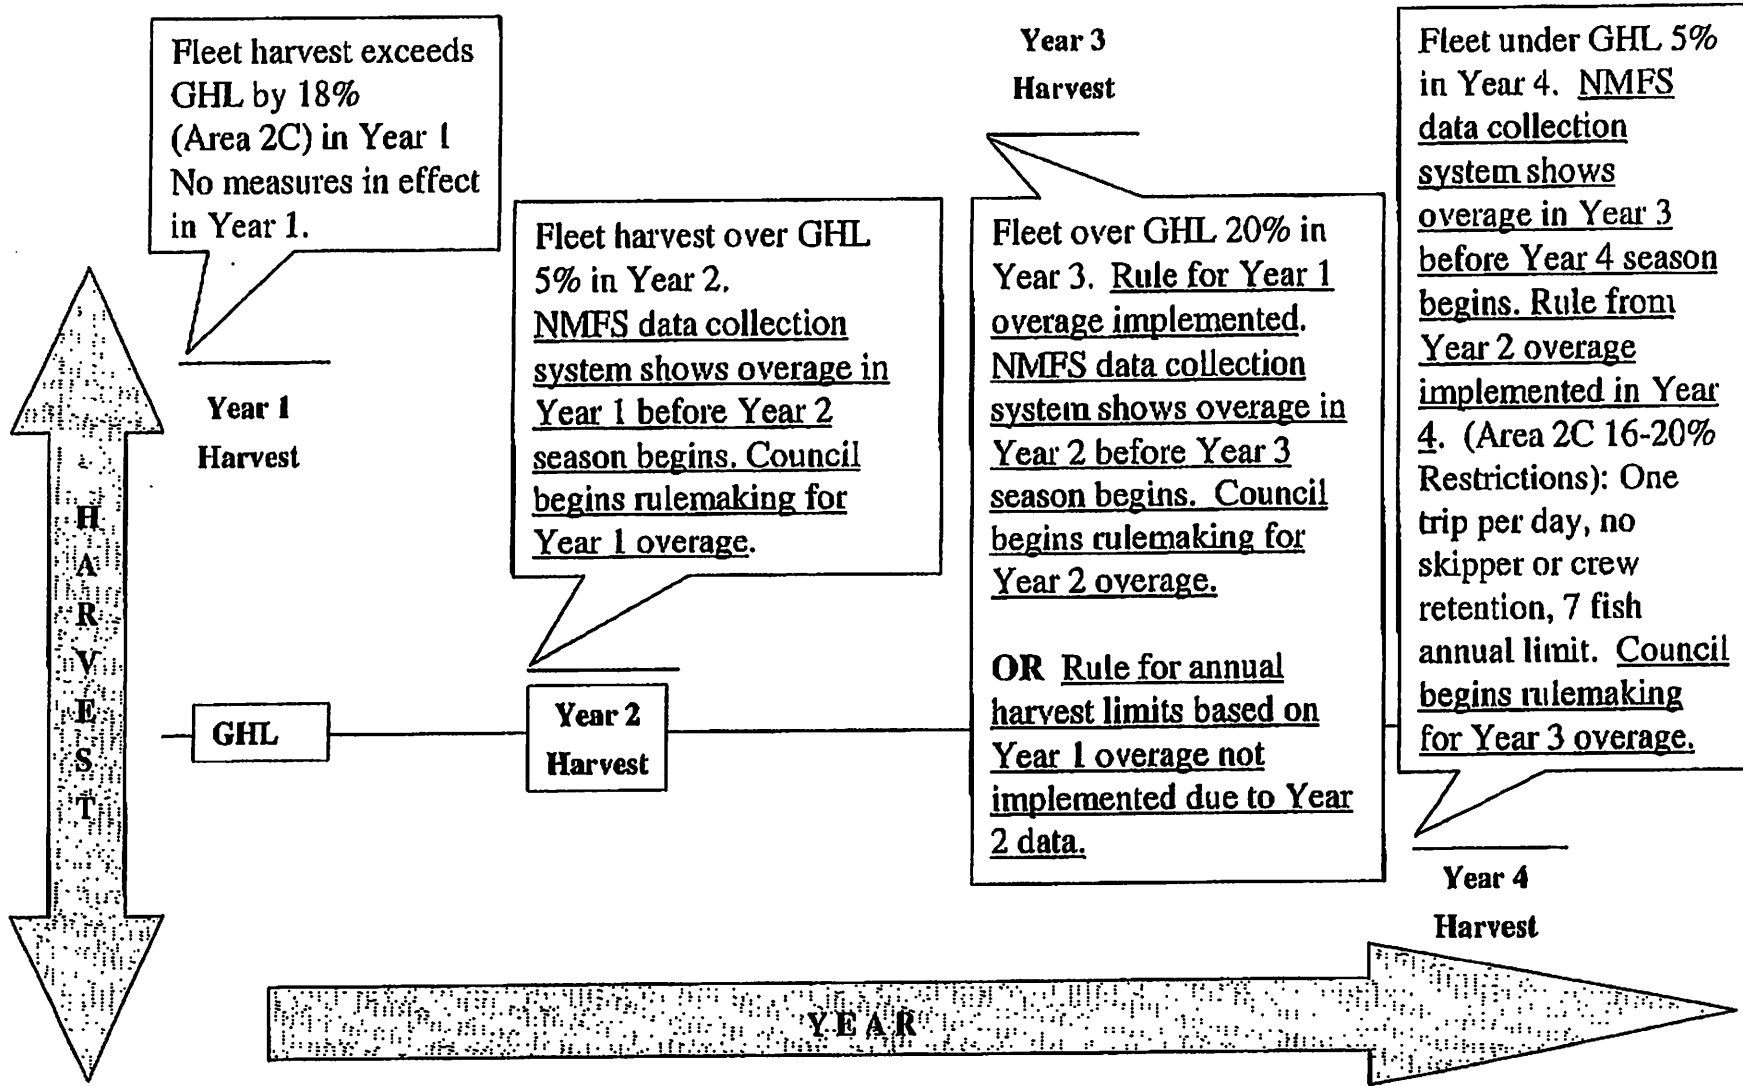 Fleet harvest exceeds
GHL by 18%
(Area 2C) in Year 1
No measures in effect
in Year 1.
Year 1
Harvest
Fleet harvest over GHL
5% in Year 2.
NMFS data collection
system shows overage in
Year 1 before Year 2
season begins. Council
begins rulemaking for
Year 1 overage.
GHL
Year 2
Harvest
Year 3
Harvest
Fleet over GHL 20% in
Year 3. Rule for Year 1
overage implemented.
NMFS data collection
system shows overage in
Year 2 before Year 3
season begins. Council
begins rulemaking for
Year 2 overage.
OR Rule for annual
harvest limits based on
Year 1 overage not
implemented due to Year
2 data.
Fleet under GHL 5%
in Year 4. NMFS
data collection
system shows
overage in Year 3
before Year 4 season
begins. Rule from
Year 2 overage
implemented in Year
4. (Area 2C 16-20%
Restrictions): One
trip per day, no
skipper or crew
retention, 7 fish
annual limit. Council
begins rulemaking
for Year 3 overage.
Year 4
Harvest
HARVEST
YEAR